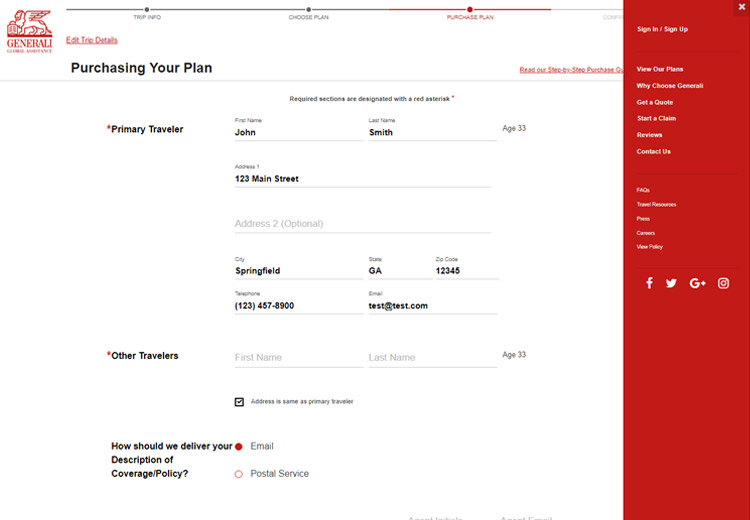 TRIP INFO
CHOOSE PLAN
PURCHASE PLAN
GENERALI
GLOBAL ASSISTANCE
Edit Trip Details
Purchasing Your Plan
Read our Step-by-Step Purchase
Required sections are designated with a red asterisk *
*Primary Traveler
First Name
Last Name
John
Smith
Age 33
Address 1
123 Main Street
Address 2 (Optional)
City
State
Zip Code
Springfield
GA
12345
Telephone
Email
(123) 457-8900
test@test.com
*Other Travelers
First Name
Last Name
Age 33
Address is same as primary traveler
How should we deliver your
Description of
Coverage/Policy?
Email
Postal Service
Agent Initials
Agent Email
Sign In / Sign Up
View Our Plans
Why Choose Generali
Get a Quote
Start a Claim
Reviews
Contact Us
FAQs
Travel Resources
Press
Careers
View Policy